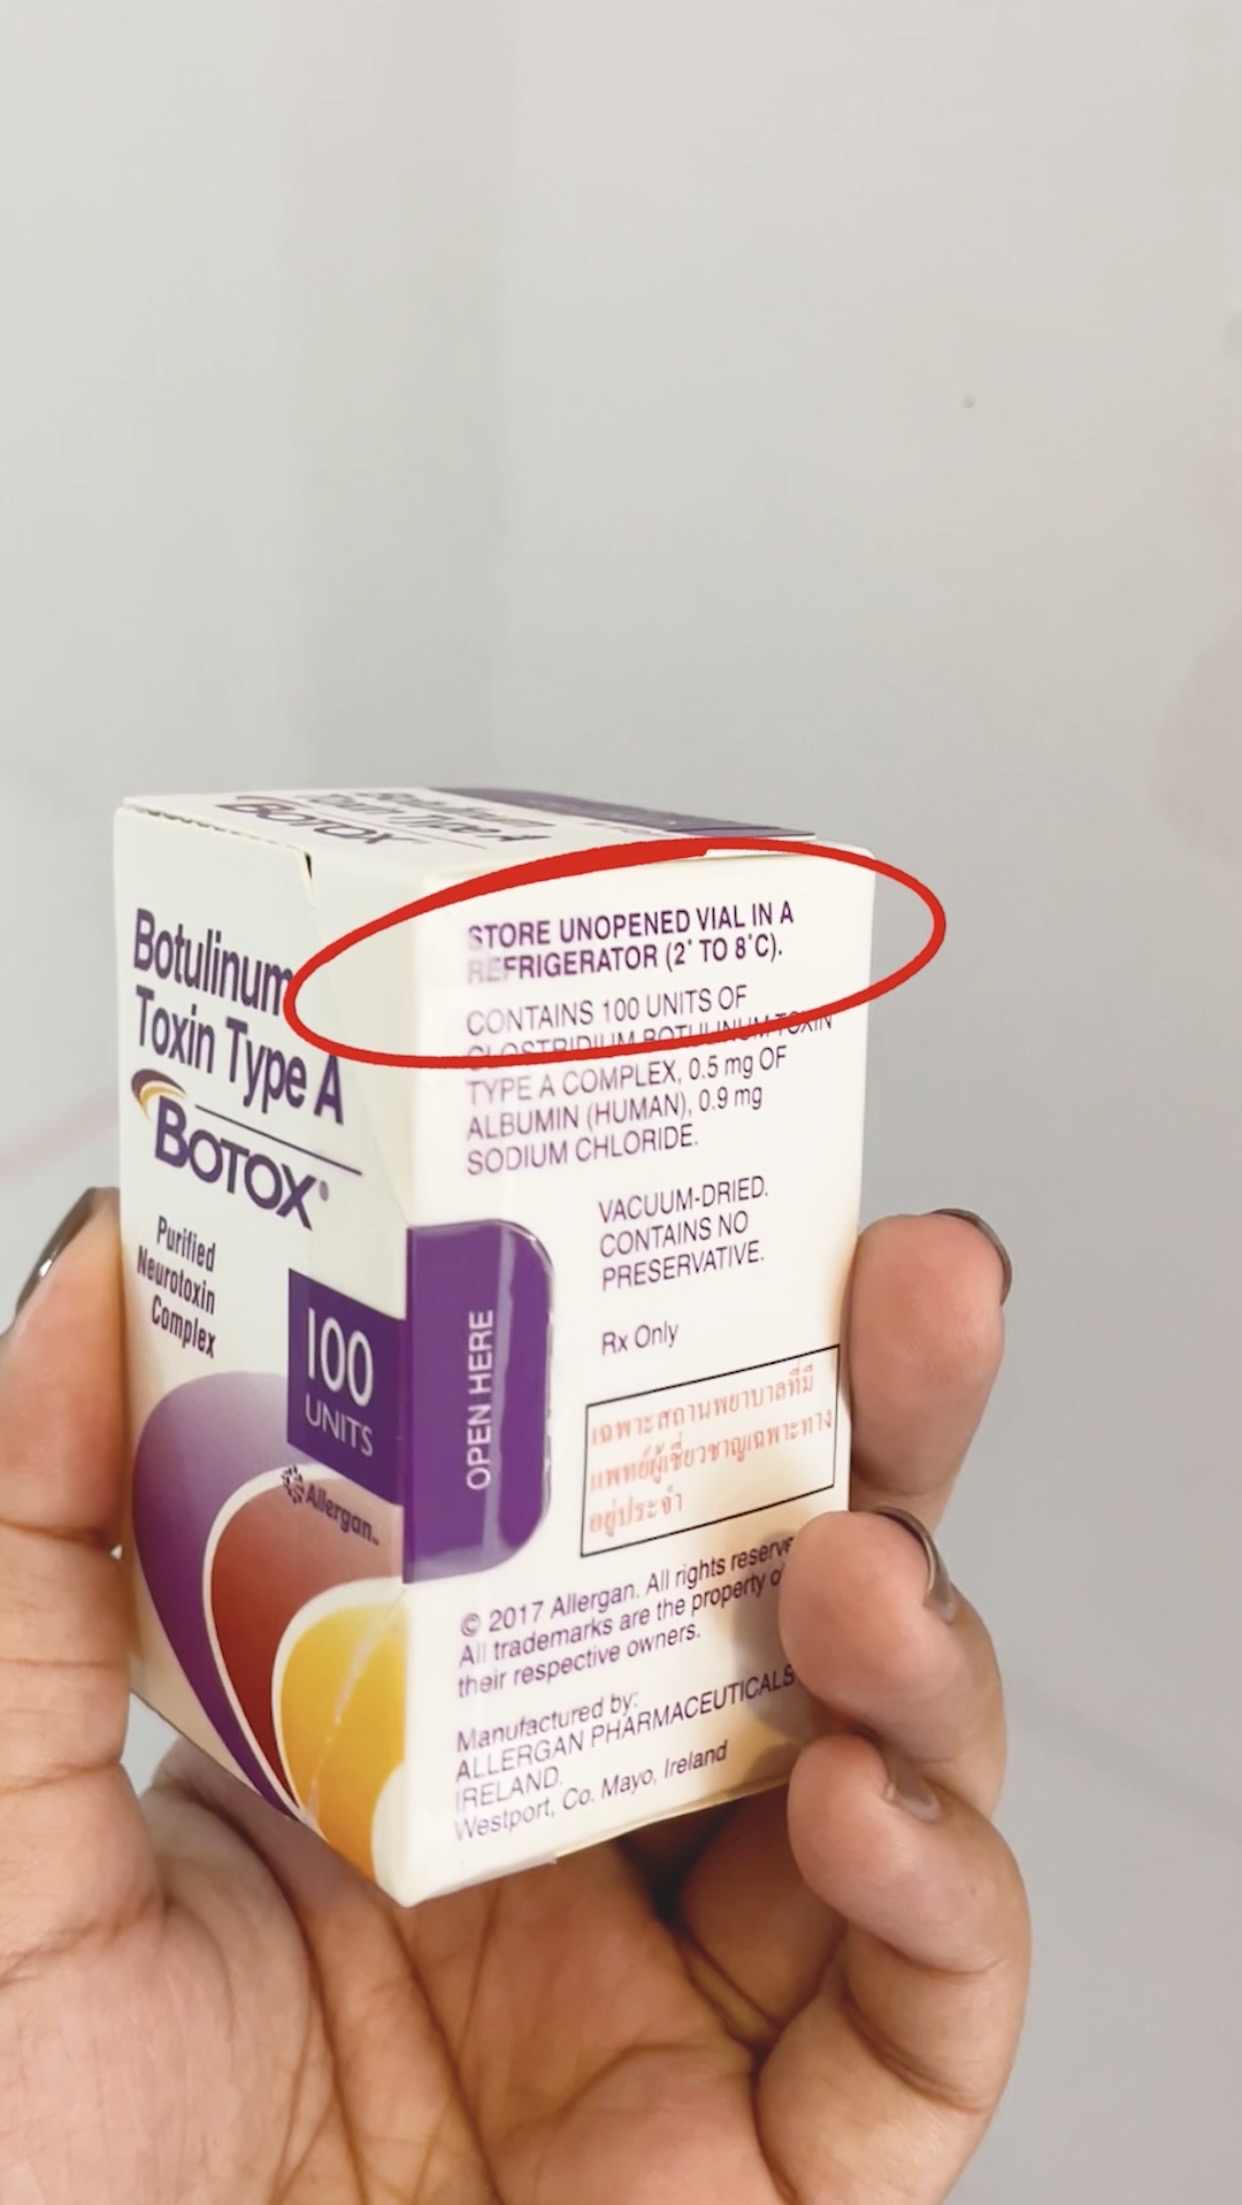 BOTOX
Botulinum
Toxin Type A
BOTOX®
Purified
Neurotoxin
Complex
100
UNITS
Allergan
STORE UNOPENED VIAL IN A
REFRIGERATOR (2° TO 8°C).
CONTAINS 100 UNITS OF
CLOSTRIDIUM BOTULINUM TOXIN
TYPE A COMPLEX, 0.5 mg OF
ALBUMIN (HUMAN), 0.9 mg
SODIUM CHLORIDE.
VACUUM-DRIED.
CONTAINS NO
PRESERVATIVE.
Rx Only
OPEN HERE
เฉพาะสถานพยาบาลที่มี
แพทย์ผู้เชี่ยวชาญเฉพาะทาง
อยู่ประจำ
© 2017 Allergan. All rights
All trademarks are the property
their respective owners.
Manufactured by:
ALLERGAN PHARMACEUTICALS
IRELAND.
Westport, Co. Mayo, Ireland